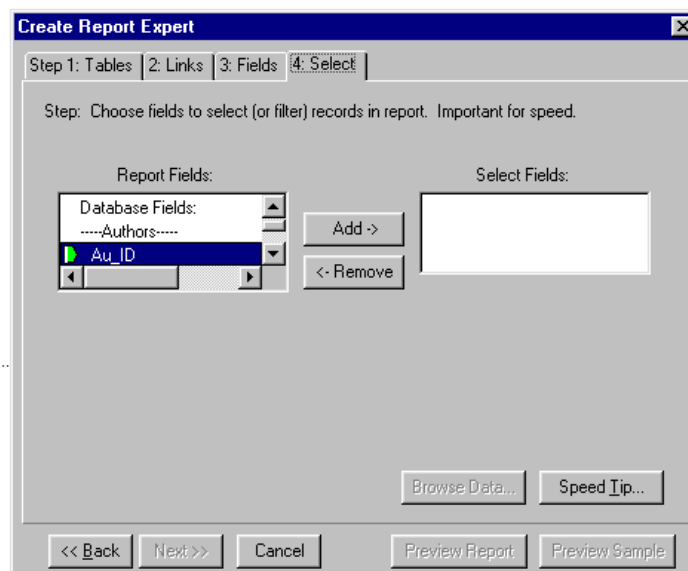 Create Report Expert
Step 1: Tables 2: Links 3: Fields 4: Select
Step: Choose fields to select (or filter) records in report. Important for speed.
Report Fields:
Database Fields:
-----Authors-----
Au_ID
Add ->
<- Remove
Select Fields:
Browse Data...
Speed Tip...
<< Back
Next >>
Cancel
Preview Report
Preview Sample
..